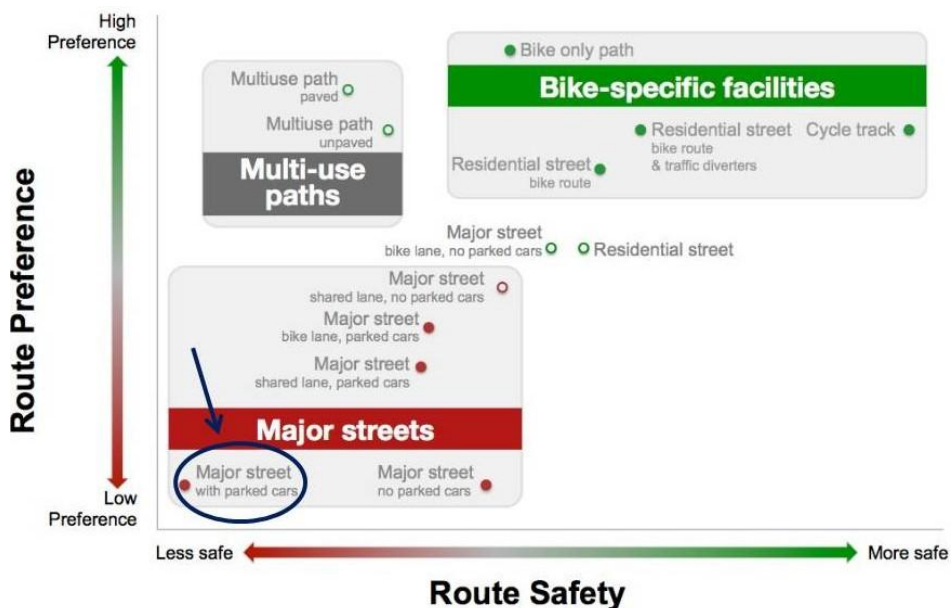 High
Preference
Route Preference
Low
Preference
Bike only path
Bike-specific facilities
Residential street
bike route
& traffic diverters
Cycle track
Residential street
bike route
Multiuse path
paved
Multiuse path
unpaved
Multi-use
paths
Major street
bike lane, no parked cars
Residential street
Major street
shared lane, no parked cars
Major street
bike lane, parked cars
Major street
shared lane, parked cars
Major streets
Major street
with parked cars
Major street
no parked cars
Less safe
More safe
Route Safety